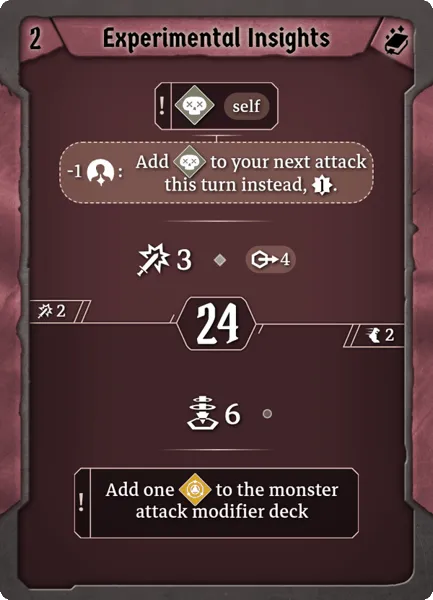 2
Experimental Insights
! self
-1 : Add to your next attack
this turn instead, 1.
3 4
2
24
2
6
! Add one to the monster
attack modifier deck